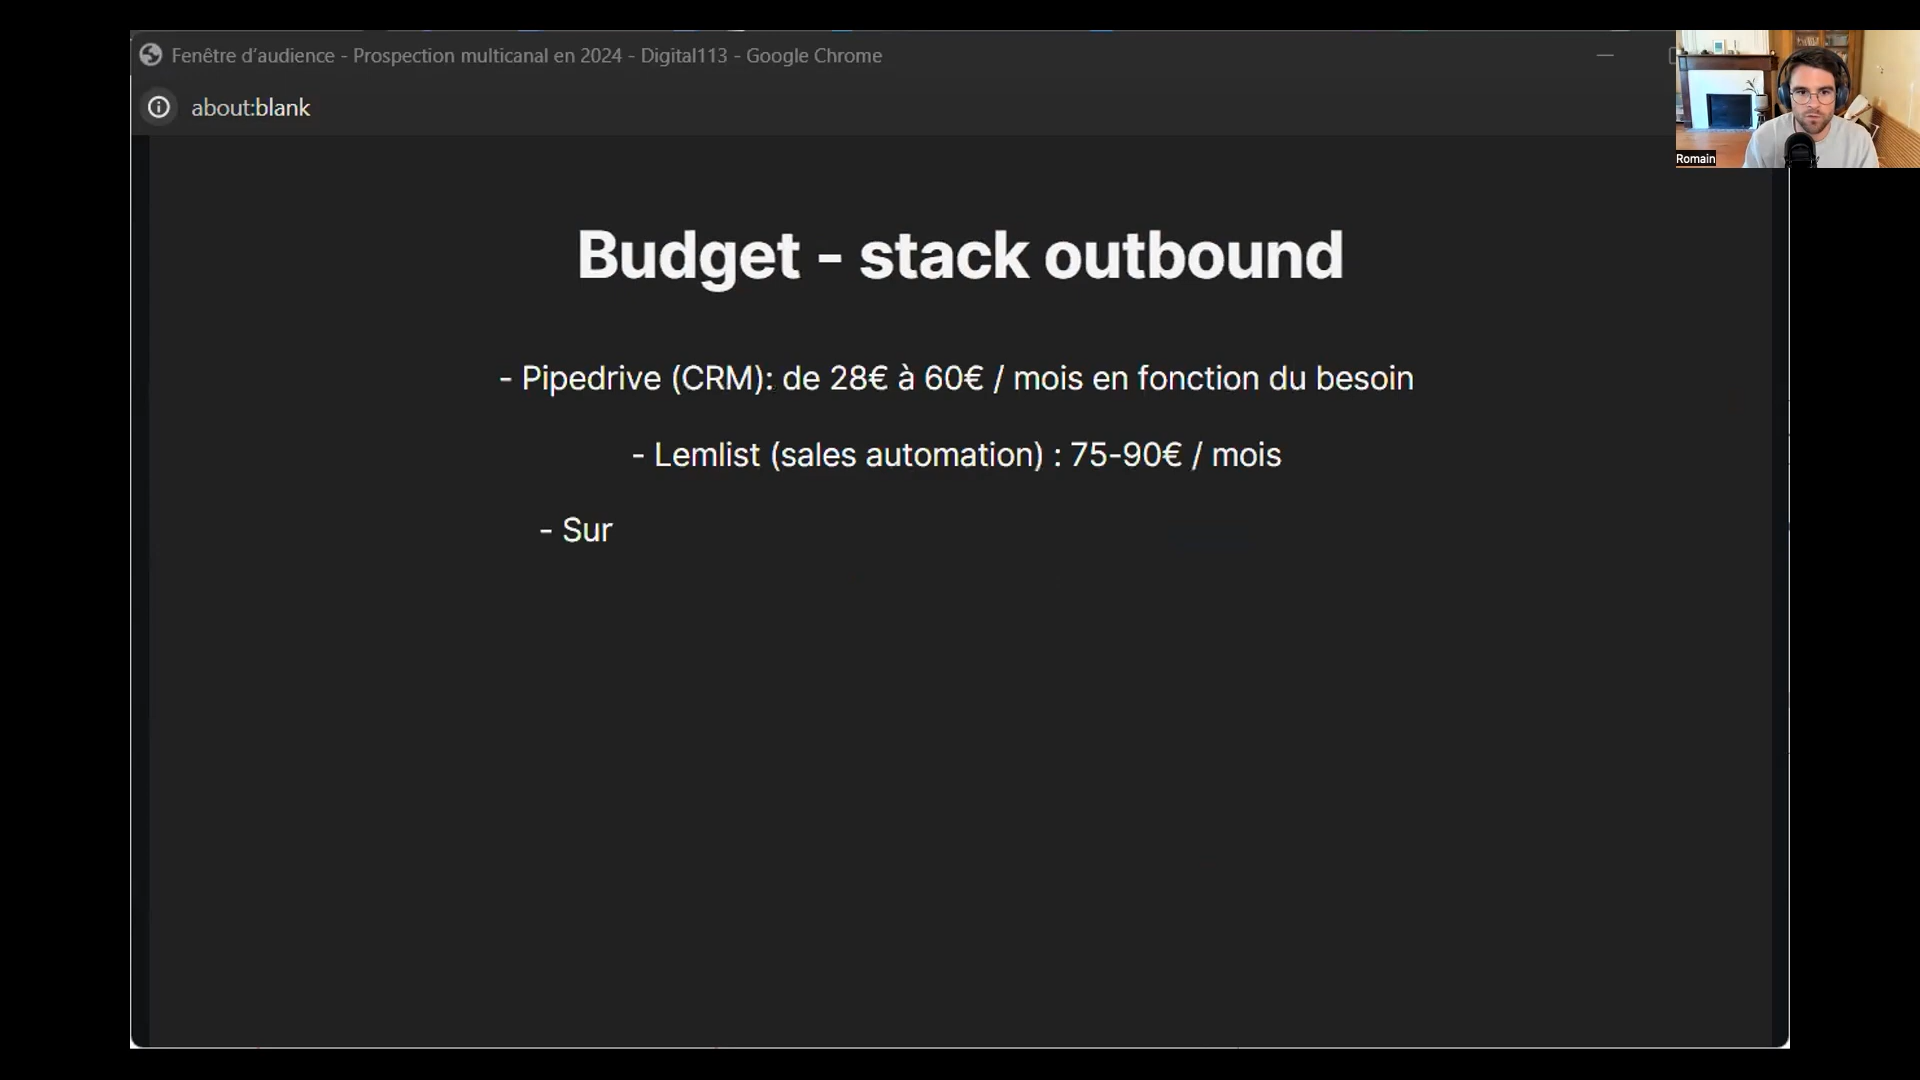 Fenêtre d’audience - Prospection multicanal en 2024 - Digital113 - Google Chrome
about:blank
Romain
Budget - stack outbound
- Pipedrive (CRM): de 28€ à 60€ / mois en fonction du besoin
- Lemlist (sales automation) : 75-90€ / mois
- Sur